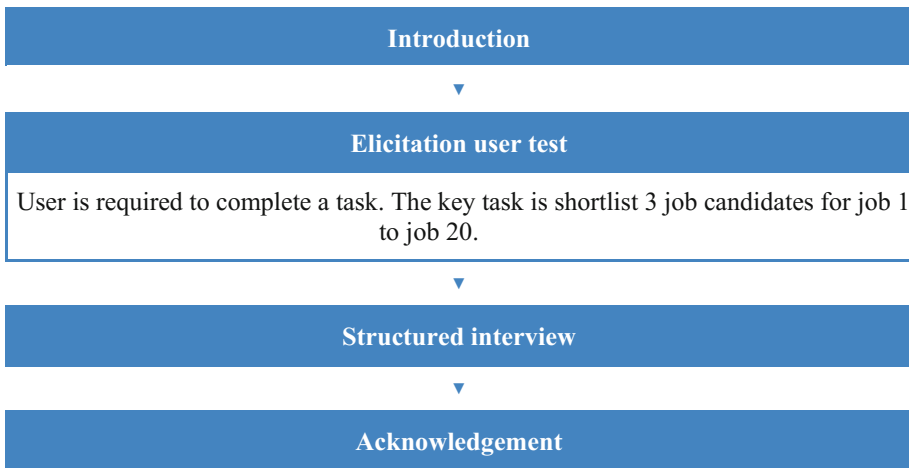 Introduction
Elicitation user test
User is required to complete a task. The key task is shortlist 3 job candidates for job 1
to job 20.
Structured interview
Acknowledgement